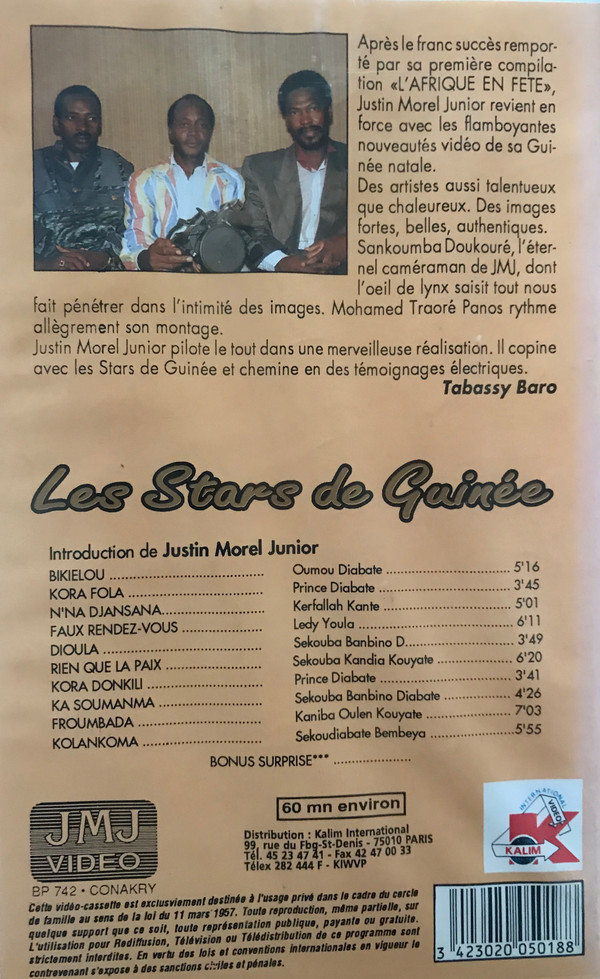 Après le franc succès rempor-
té par sa première compila-
tion «L'AFRIQUE EN FETE»,
Justin Morel Junior revient en
force avec les flamboyantes
nouveautés vidéo de sa Gui-
née natale.
Des artistes aussi talentueux
que chaleureux. Des images
fortes, belles, authentiques.
Sankoumba Doukouré, l'éter-
nel caméraman de JMJ, dont
l'oeil de lynx saisit tout nous
fait pénétrer dans l'intimité des images. Mohamed Traoré Panos rythme
allègrement son montage.
Justin Morel Junior pilote le tout dans une merveilleuse réalisation. Il copine
avec les Stars de Guinée et chemine en des témoignages électriques.
Tabassy Baro
Les Stars de Guinée
Introduction de Justin Morel Junior
BIKIELOU ........................ Oumou Diabate ........................ 5'16
KORA FOLA ........................ Prince Diabate ........................ 3'45
N'NA DJANSANA........................ Kerfallah Kante ........................ 5'01
FAUX RENDEZ-VOUS ........................ Ledy Youla ........................ 6'11
DIOULA ........................ Sekouba Banbino D........................ 3'49
RIEN QUE LA PAIX ........................ Sekouba Kandia Kouyate ........................ 6'20
KORA DONKILI ........................ Prince Diabate ........................ 3'41
KA SOUMANMA ........................ Sekouba Banbino Diabate ........................ 4'26
FROUMBADA ........................ Kaniba Oulen Kouyate ........................ 7'03
KOLANKOMA ........................ Sekoudiabate Bembeya ........................5'55
BONUS SURPRISE*** ....................
60 mn environ
JMJ
VIDEO
BP 742 • CONAKRY
Distribution : Kalim International
99, rue du Fbg-St-Denis - 75010 PARIS
Tél. 45 23 47 41 - Fax 42 47 00 33
Télex 282 444 F - KIWVP
INTERNATIONAL
VIDEO
K
KALIM
Cette vidéo-cassette est exclusviement destinée à l'usage privé dans le cadre du cercle
de famille au sens de la loi du 11 mars 1957. Toute reproduction, même partielle, sur
quelque support que ce soit, toute représentation publique, payante ou gratuite.
L'utilisation pour Rediffusion, Télévision ou Télédistribution de ce programme sont
strictement interdites. En vertu des lois et conventions internationales en vigueur le
contrevenant s'expose à des sanctions civiles et pénales.
3 423020 050188